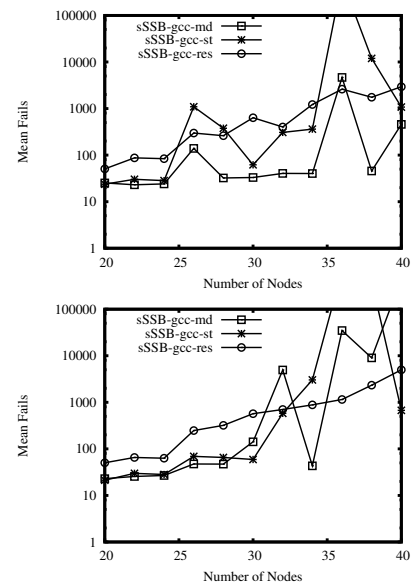 100000
10000
1000
100
10
1
20 25 30 35 40
Mean Fails
Number of Nodes
sSSB-gcc-md
sSSB-gcc-st
sSSB-gcc-res
100000
10000
1000
100
10
1
20 25 30 35 40
Mean Fails
Number of Nodes
sSSB-gcc-md
sSSB-gcc-st
sSSB-gcc-res